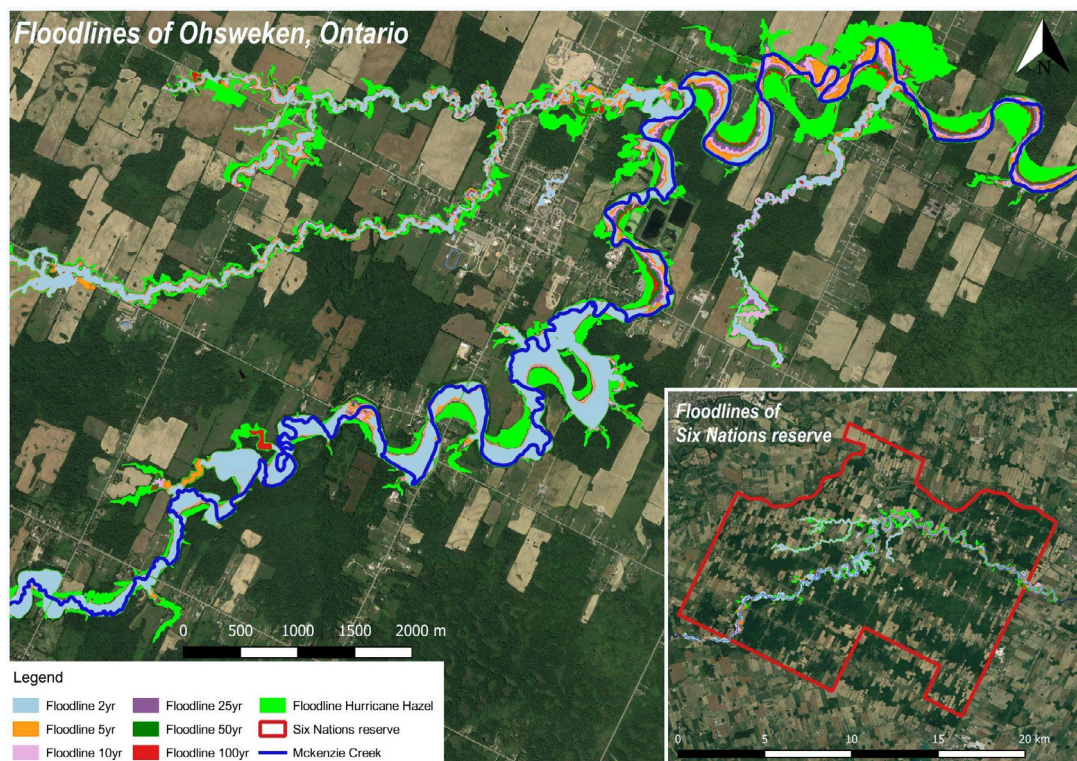 Floodlines of Ohsweken, Ontario
N
Floodlines of
Six Nations reserve
0 500 1000 1500 2000 m
Legend
Floodline 2yr
Floodline 5yr
Floodline 10yr
Floodline 25yr
Floodline 50yr
Floodline 100yr
Floodline Hurricane Hazel
Six Nations reserve
Mckenzie Creek
0 5 10 15 20 km